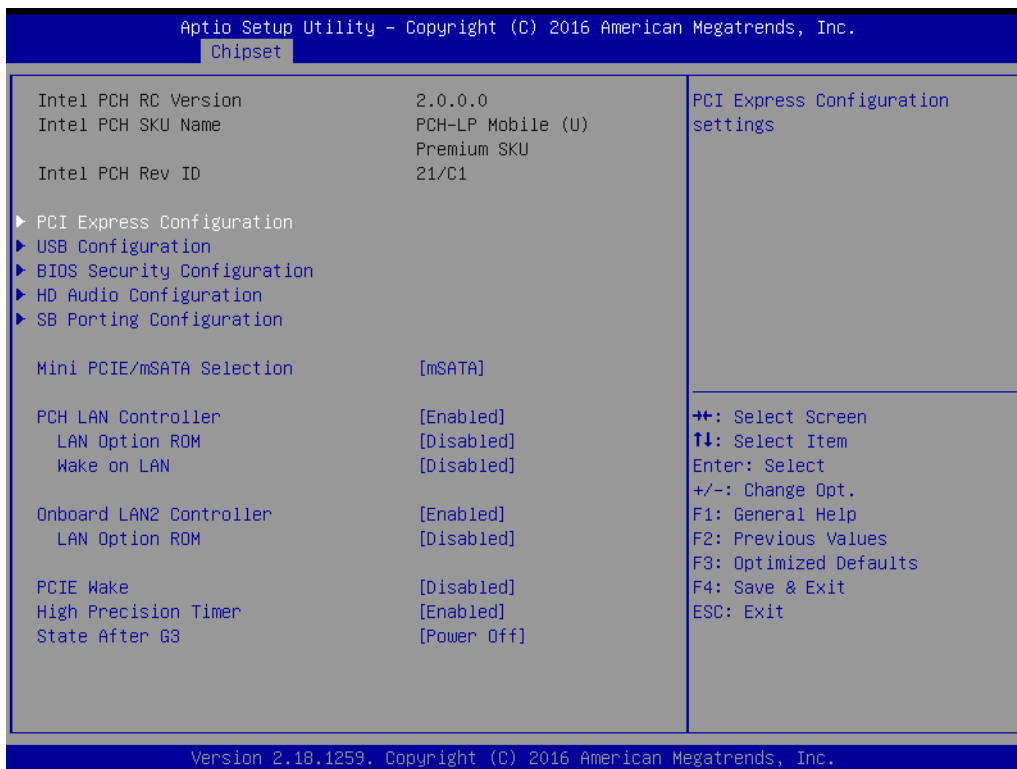 Aptio Setup Utility – Copyright (C) 2016 American Megatrends, Inc.
Chipset
Intel PCH RC Version 2.0.0.0
Intel PCH SKU Name PCH-LP Mobile (U)
Premium SKU
Intel PCH Rev ID 21/C1
PCI Express Configuration
USB Configuration
BIOS Security Configuration
HD Audio Configuration
SB Porting Configuration
Mini PCIE/mSATA Selection [mSATA]
PCH LAN Controller [Enabled]
LAN Option ROM [Disabled]
Wake on LAN [Disabled]
Onboard LAN2 Controller [Enabled]
LAN Option ROM [Disabled]
PCIE Wake [Disabled]
High Precision Timer [Enabled]
State After G3 [Power Off]
PCI Express Configuration
settings
→←: Select Screen
↑↓: Select Item
Enter: Select
+/-: Change Opt.
F1: General Help
F2: Previous Values
F3: Optimized Defaults
F4: Save & Exit
ESC: Exit
Version 2.18.1259. Copyright (C) 2016 American Megatrends, Inc.